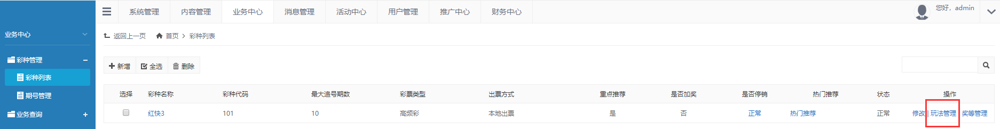 系统管理 内容管理 业务中心 消息管理 活动中心 用户管理 推广中心 财务中心 您好，admin
业务中心
返回上一页 首页 > 彩种列表
彩种管理
彩种列表
期号管理
业务查询
新增 全选 删除
选择 彩种名称 彩种代码 最大追号期数 彩票类型 出票方式 重点推荐 是否加奖 是否停销 热门推荐 状态 操作
红快3 101 10 高频彩 本地出票 是 否 正常 热门推荐 正常 修改 | 玩法管理 奖等管理